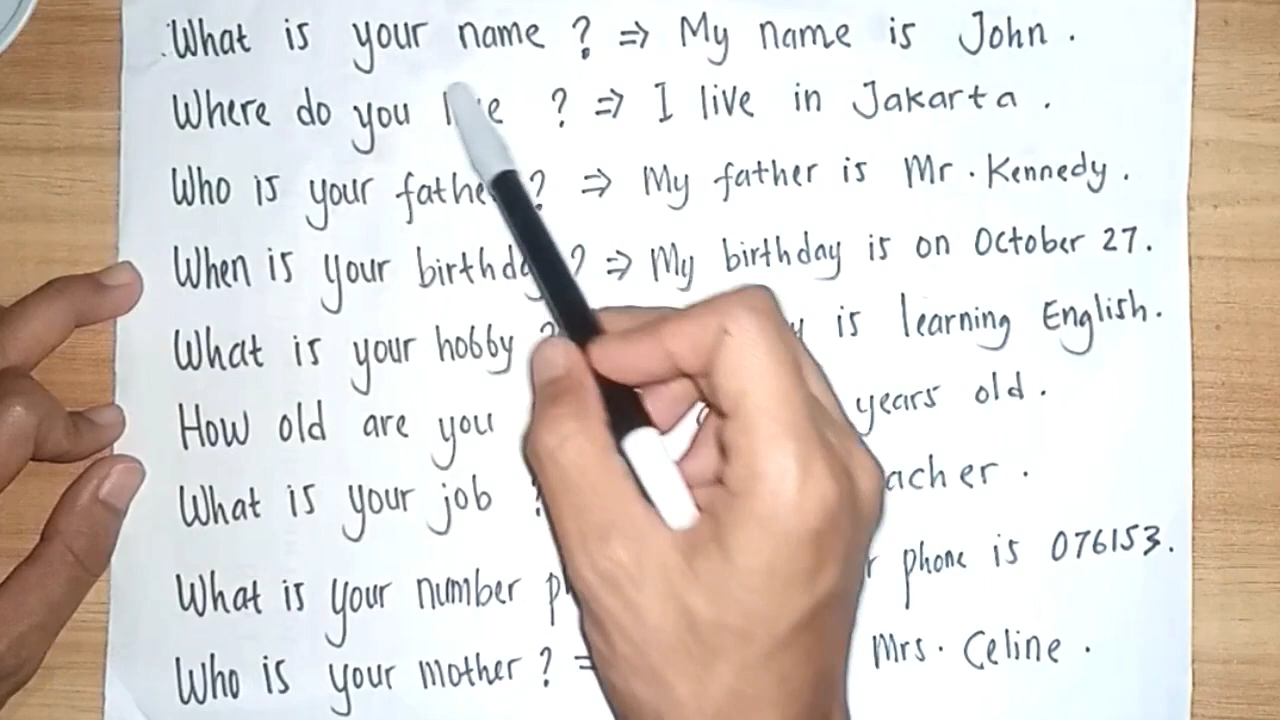 What is your name ? ⇒ My name is John .
Where do you live ? ⇒ I live in Jakarta .
Who is your father ? ⇒ My father is Mr . Kennedy .
When is your birthday ? ⇒ My birthday is on October 27 .
What is your hobby ? is learning English .
How old are you years old .
What is your job ?
What is your number phone is 076153 .
Who is your mother ? Mrs . Celine .